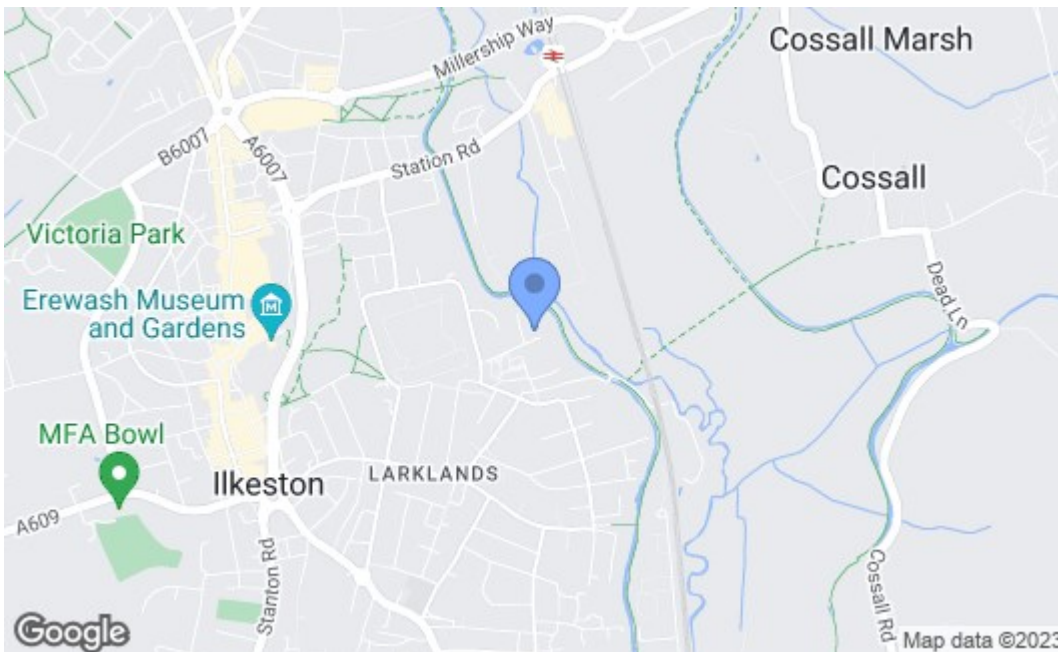 Cossall Marsh
Millership Way
B6007
A6007
Station Rd
Cossall
Victoria Park
Dead Ln
Erewash Museum
and Gardens
M
MFA Bowl
LARKLANDS
Ilkeston
A609
Stanton Rd
Cossall Rd
Google
Map data ©2023